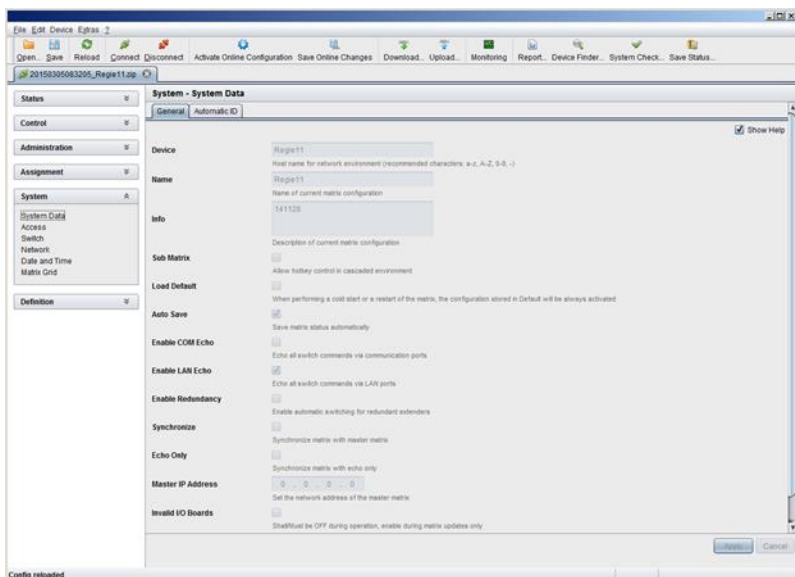 File Edit Device Extras ?
Open... Save Reload Connect Disconnect Activate Online Configuration Save Online Changes Download... Upload... Monitoring Report... Device Finder... System Check... Save Status...
20150305083205_Regie11.zip
Status
Control
Administration
Assignment
System
System Data
Access
Switch
Network
Date and Time
Matrix Grid
Definition
System - System Data
General Automatic ID
Show Help
Device Regie11
Host name for network environment (recommended characters: a-z, A-Z, 0-9, -)
Name Regie11
Name of current matrix configuration
Info 141128
Description of current matrix configuration
Sub Matrix
Allow hotkey control in cascaded environment
Load Default
When performing a cold start or a restart of the matrix, the configuration stored in Default will be always activated
Auto Save
Save matrix status automatically
Enable COM Echo
Echo all switch commands via communication ports
Enable LAN Echo
Echo all switch commands via LAN ports
Enable Redundancy
Enable automatic switching for redundant extenders
Synchronize
Synchronize matrix with master matrix
Echo Only
Synchronize matrix with echo only
Master IP Address 0 . 0 . 0 . 0
Set the network address of the master matrix
Invalid I/O Boards
Shall/Must be OFF during operation, enable during matrix updates only
Apply Cancel
Config reloaded